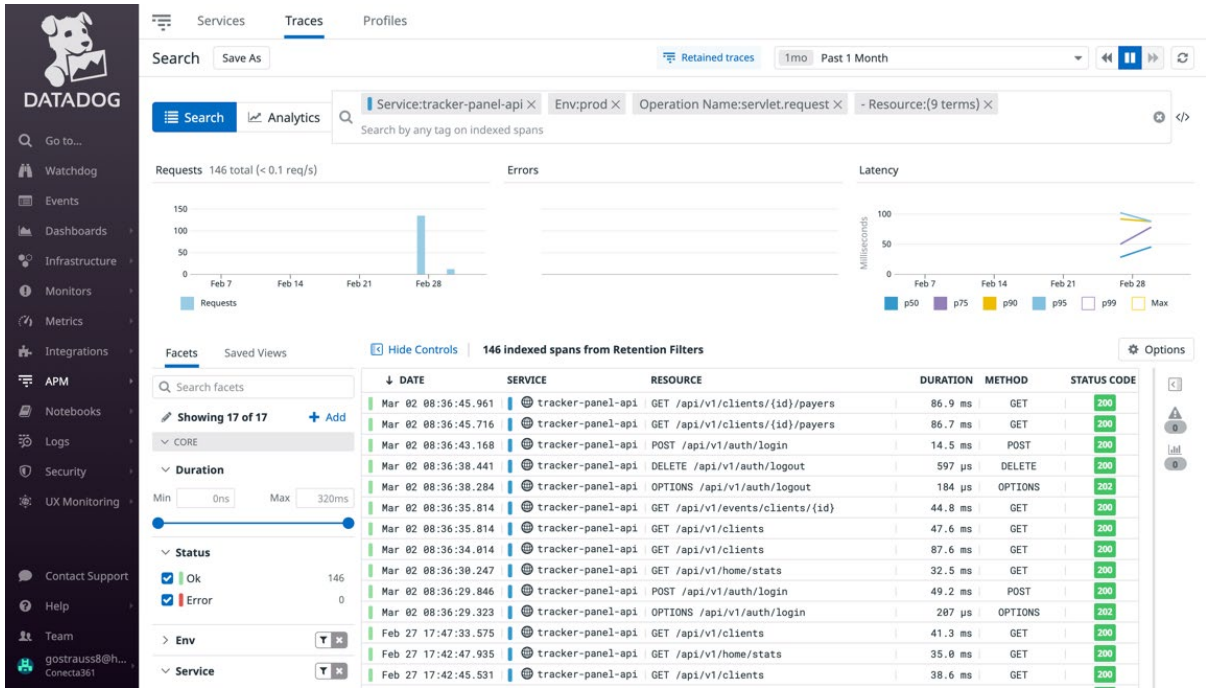 DATADOG
Go to...
Watchdog
Events
Dashboards
Infrastructure
Monitors
Metrics
Integrations
APM
Notebooks
Logs
Security
UX Monitoring
Contact Support
Help
Team
gostrauss8@h...
Conecta361
Services Traces Profiles
Search Save As Retained traces 1mo Past 1 Month
Search Analytics Service:tracker-panel-api × Env:prod × Operation Name:servlet.request × - Resource:(9 terms) ×
Search by any tag on indexed spans
</>
Requests 146 total (< 0.1 req/s)
150
100
50
0
Feb 7 Feb 14 Feb 21 Feb 28
Requests
Errors
Latency
Milliseconds
100
50
0
Feb 7 Feb 14 Feb 21 Feb 28
p50 p75 p90 p95 p99 Max
Facets Saved Views
Search facets
Showing 17 of 17 + Add
CORE
Duration
Min 0ns Max 320ms
Status
Ok 146
Error 0
Env
Service
Hide Controls 146 indexed spans from Retention Filters Options
↓ DATE SERVICE RESOURCE DURATION METHOD STATUS CODE
Mar 02 08:36:45.961 tracker-panel-api GET /api/v1/clients/{id}/payers 86.9 ms GET 200
Mar 02 08:36:45.716 tracker-panel-api GET /api/v1/clients/{id}/payers 86.7 ms GET 200
Mar 02 08:36:43.168 tracker-panel-api POST /api/v1/auth/login 14.5 ms POST 200
Mar 02 08:36:38.441 tracker-panel-api DELETE /api/v1/auth/logout 597 μs DELETE 200
Mar 02 08:36:38.284 tracker-panel-api OPTIONS /api/v1/auth/logout 184 μs OPTIONS 202
Mar 02 08:36:35.814 tracker-panel-api GET /api/v1/events/clients/{id} 44.8 ms GET 200
Mar 02 08:36:35.814 tracker-panel-api GET /api/v1/clients 47.6 ms GET 200
Mar 02 08:36:34.014 tracker-panel-api GET /api/v1/clients 87.6 ms GET 200
Mar 02 08:36:30.247 tracker-panel-api GET /api/v1/home/stats 32.5 ms GET 200
Mar 02 08:36:29.846 tracker-panel-api POST /api/v1/auth/login 49.2 ms POST 200
Mar 02 08:36:29.323 tracker-panel-api OPTIONS /api/v1/auth/login 207 μs OPTIONS 202
Feb 27 17:47:33.575 tracker-panel-api GET /api/v1/clients 41.3 ms GET 200
Feb 27 17:42:47.935 tracker-panel-api GET /api/v1/home/stats 35.0 ms GET 200
Feb 27 17:42:45.531 tracker-panel-api GET /api/v1/clients 38.6 ms GET 200
0
0